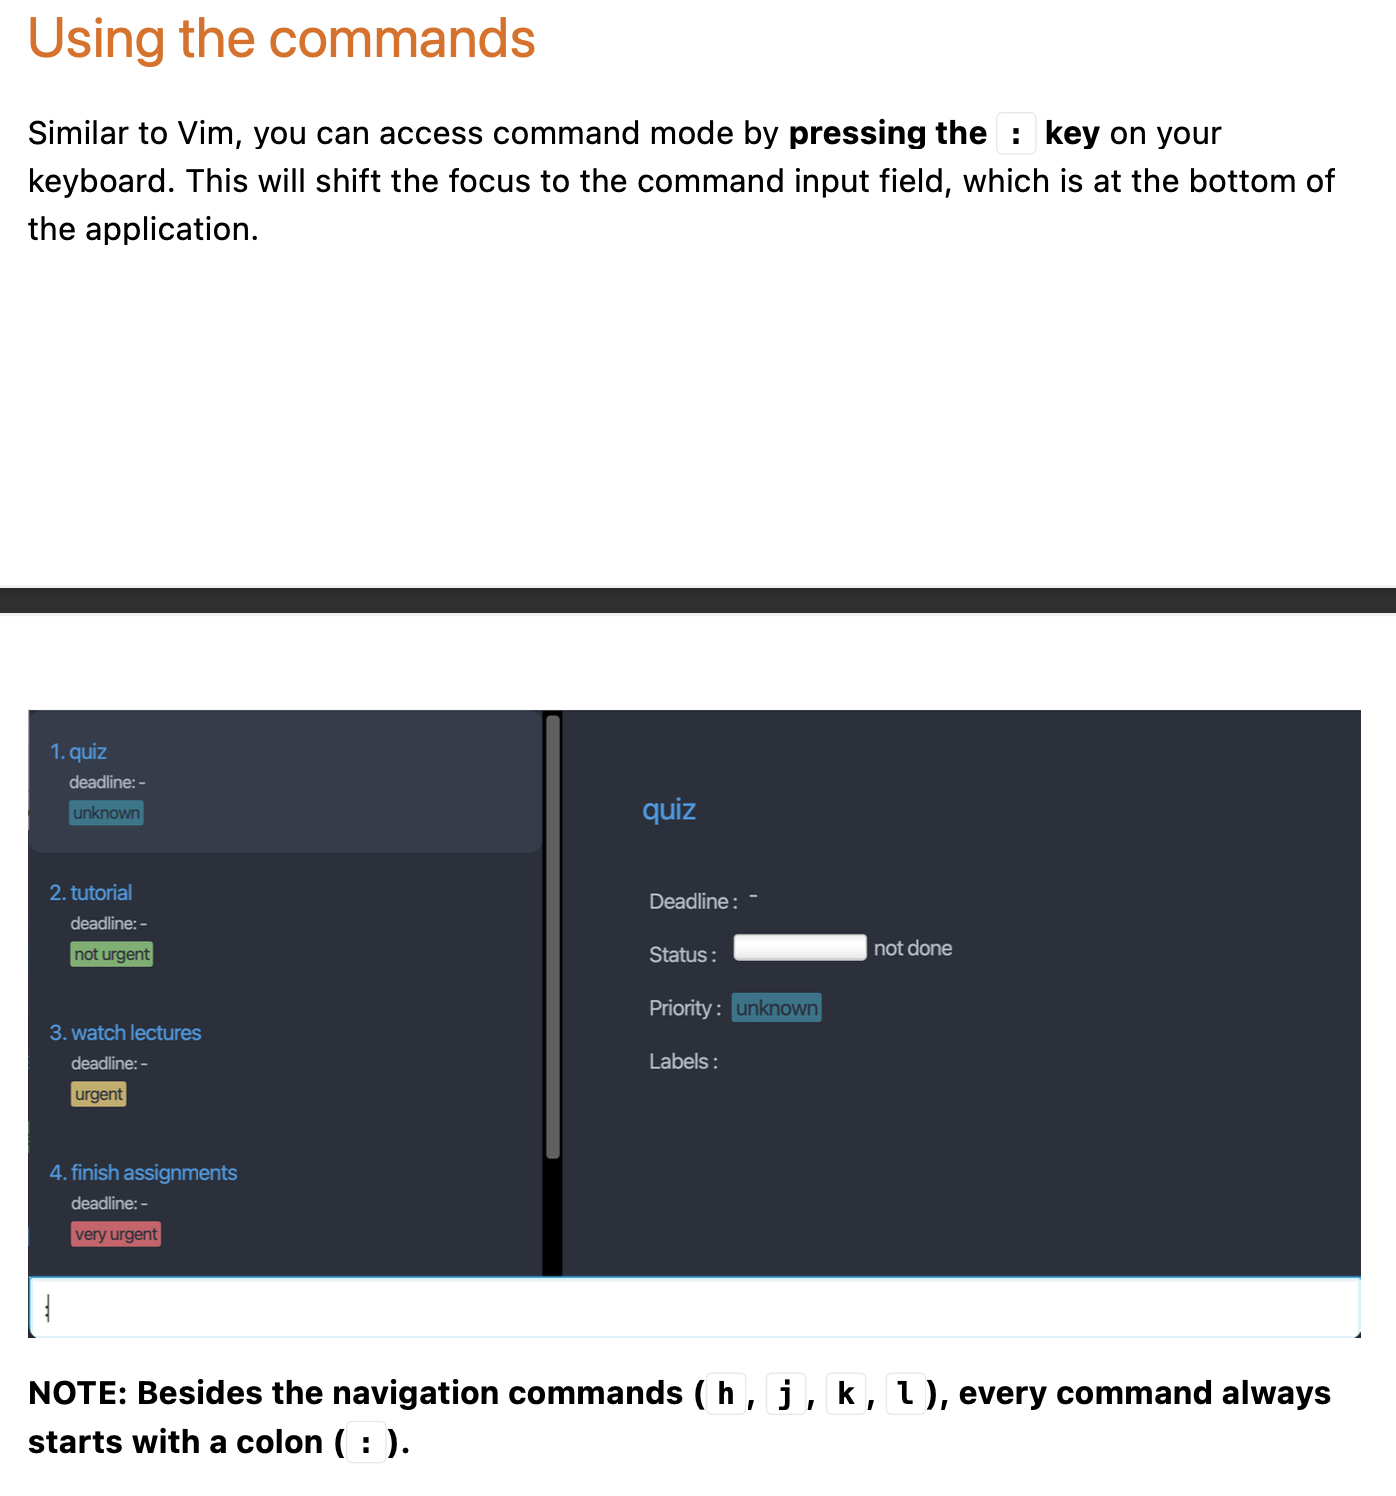 Using the commands
Similar to Vim, you can access command mode by pressing the : key on your
keyboard. This will shift the focus to the command input field, which is at the bottom of
the application.
1. quiz
deadline: -
unknown
2. tutorial
deadline: -
not urgent
3. watch lectures
deadline: -
urgent
4. finish assignments
deadline: -
very urgent
quiz
Deadline : -
Status : not done
Priority : unknown
Labels :
:
NOTE: Besides the navigation commands ( h , j , k , l ), every command always
starts with a colon ( : ).